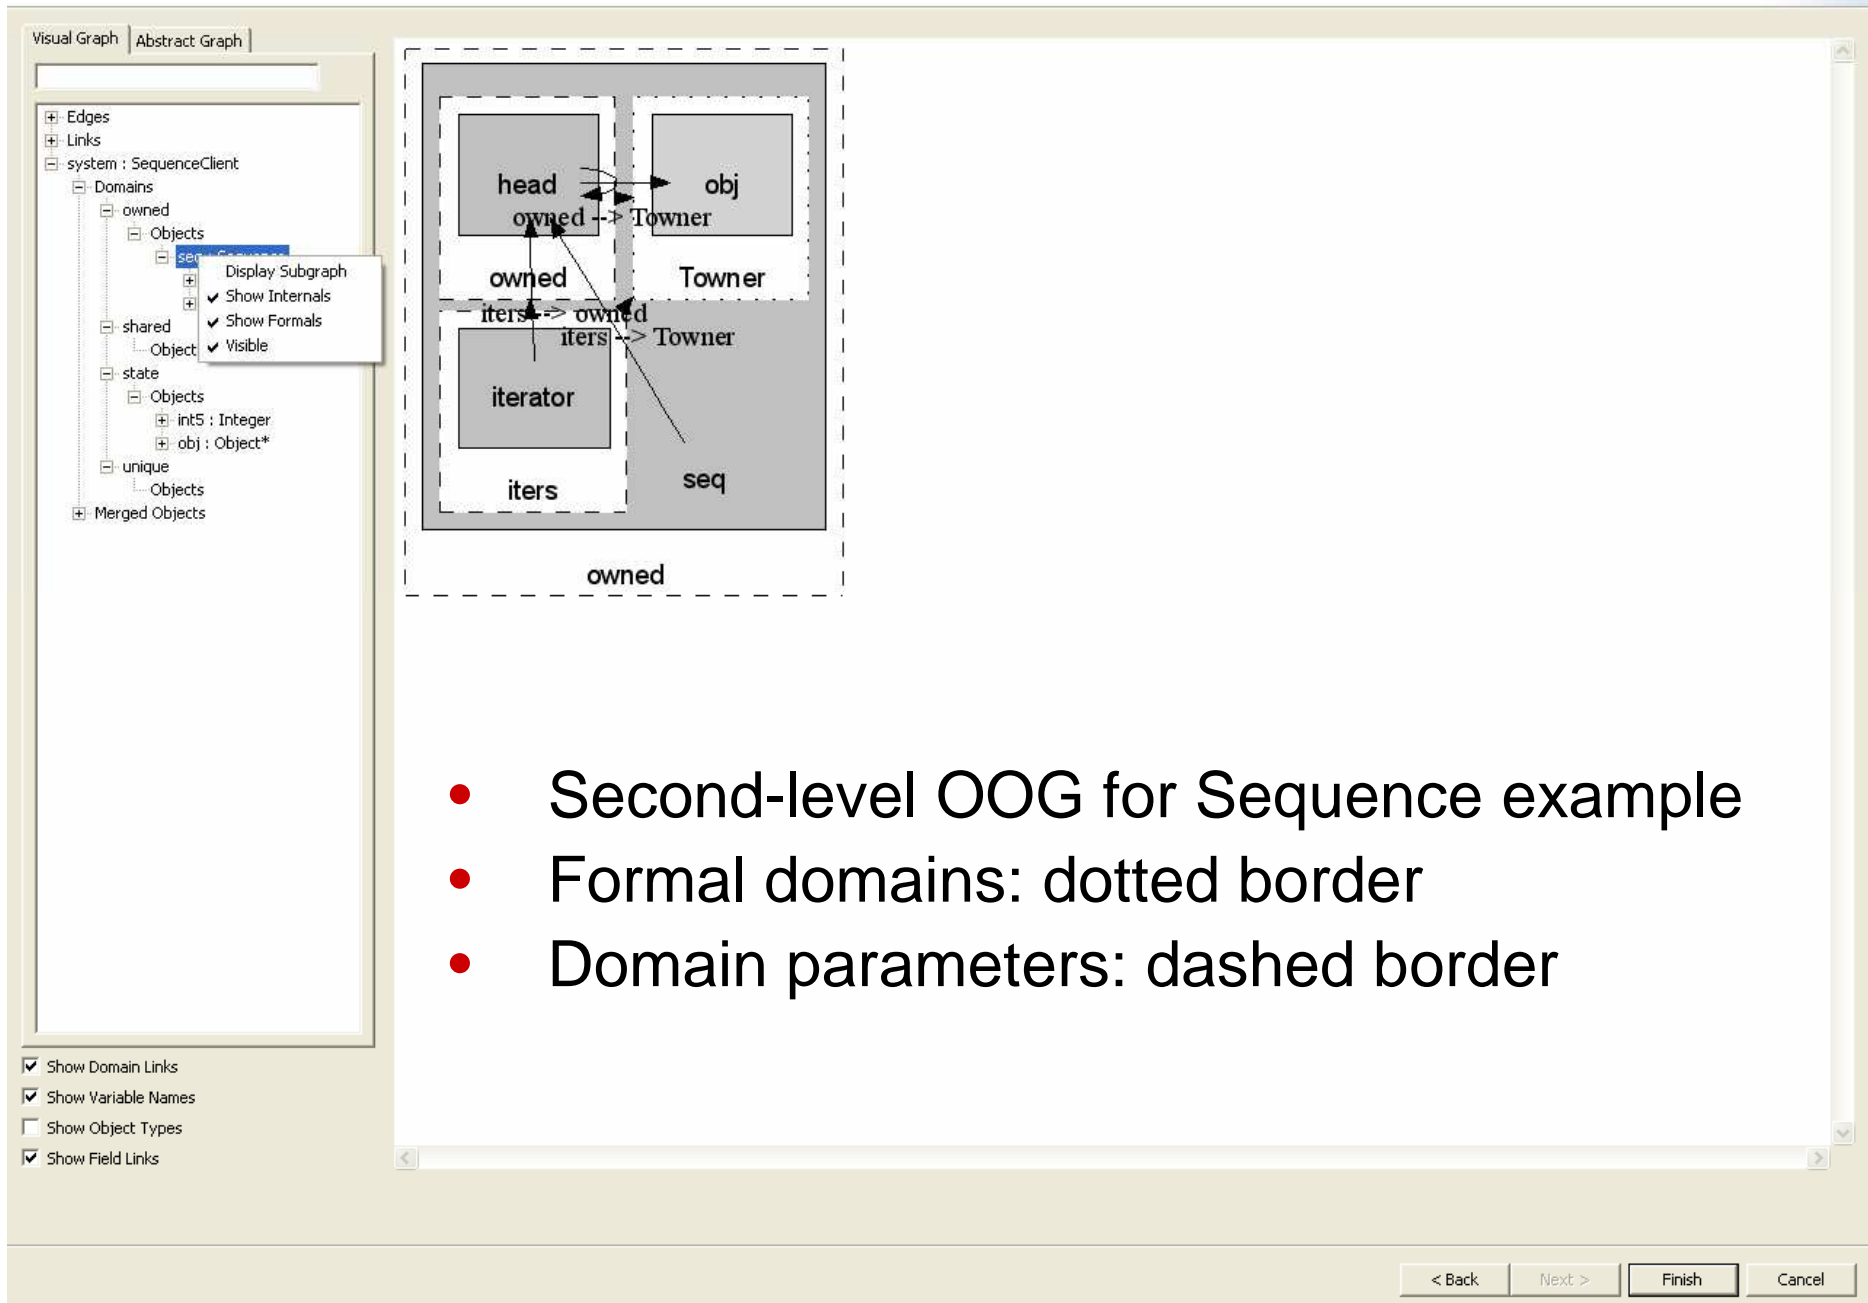 Visual Graph
Abstract Graph
Edges
Links
system : SequenceClient
Domains
owned
Objects
seq : Sequence
Display Subgraph
Show Internals
Show Formals
Visible
shared
Object
state
Objects
int5 : Integer
obj : Object*
unique
Objects
Merged Objects
Show Domain Links
Show Variable Names
Show Object Types
Show Field Links
head
obj
owned --> Towner
owned
Towner
iters --> owned
iters --> Towner
iterator
iters
seq
owned
• Second-level OOG for Sequence example
• Formal domains: dotted border
• Domain parameters: dashed border
< Back
Next >
Finish
Cancel